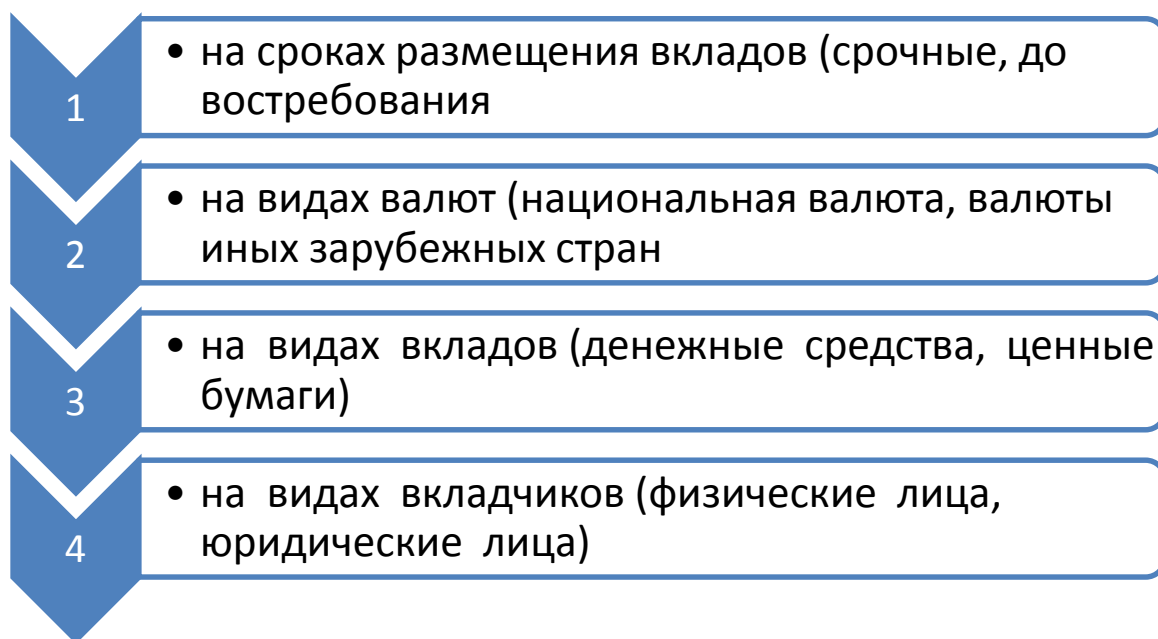 1
• на сроках размещения вкладов (срочные, до
востребования
2
• на видах валют (национальная валюта, валюты
иных зарубежных стран
3
• на видах вкладов (денежные средства, ценные
бумаги)
4
• на видах вкладчиков (физические лица,
юридические лица)